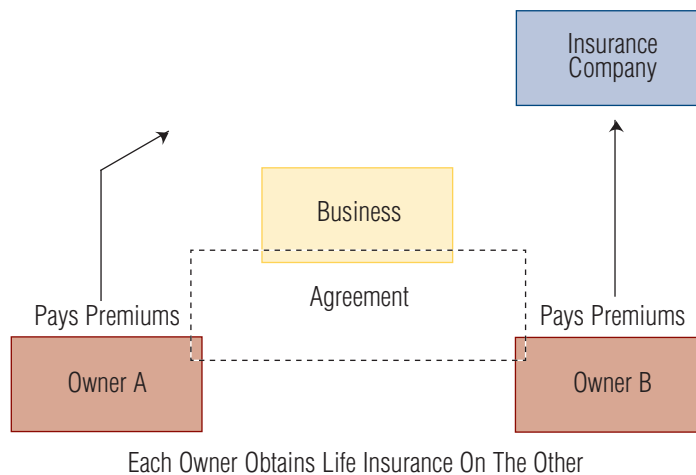 Insurance
Company
Business
Agreement
Pays Premiums
Pays Premiums
Owner A
Owner B
Each Owner Obtains Life Insurance On The Other